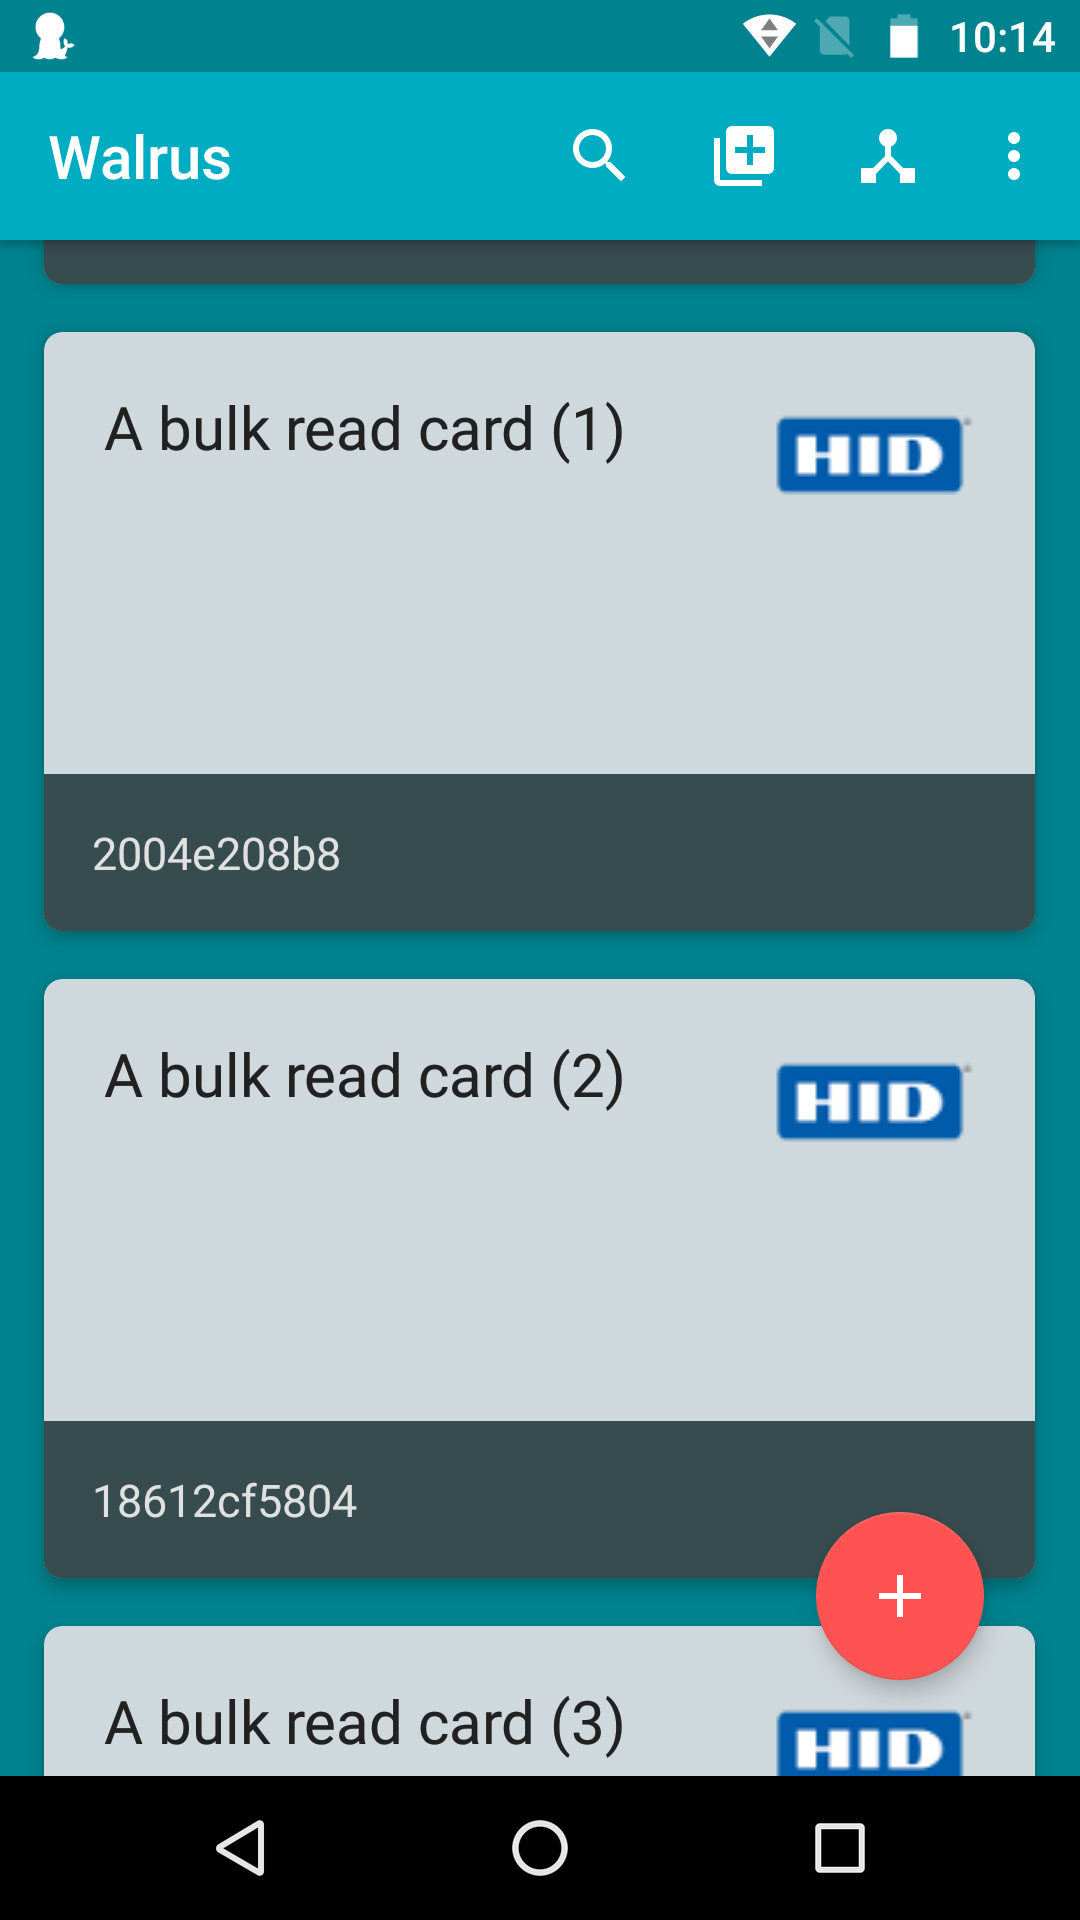 10:14
Walrus
A bulk read card (1)
HID
2004e208b8
A bulk read card (2)
HID
18612cf5804
A bulk read card (3)
HID